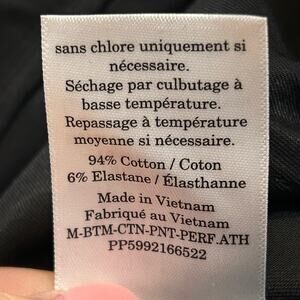 sans chlore uniquement si
nécessaire.
Séchage par culbutage à
basse température.
Repassage à température
moyenne si nécessaire.
94% Cotton / Coton
6% Elastane / Élasthanne
Made in Vietnam
Fabriqué au Vietnam
M-BTM-CTN-PNT-PERF.ATH
PP5992166522